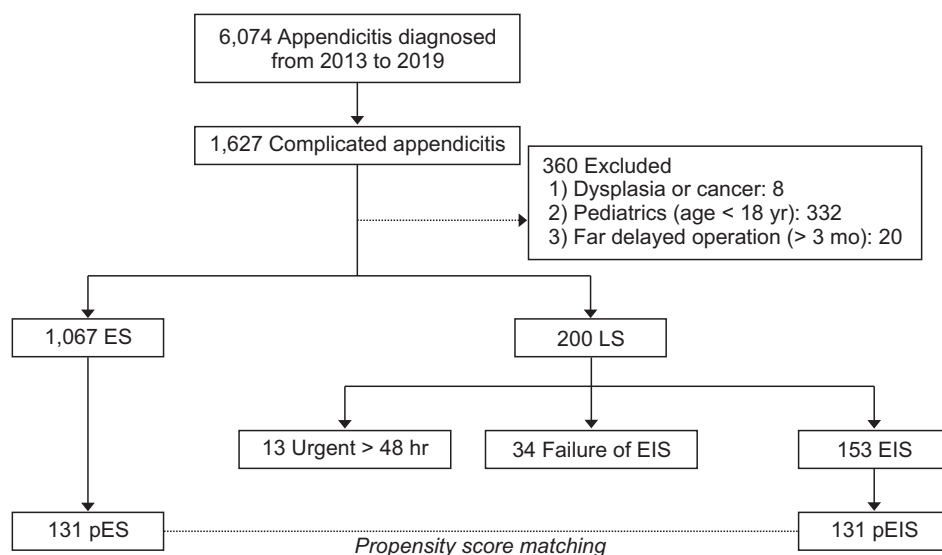 6,074 Appendicitis diagnosed
from 2013 to 2019
1,627 Complicated appendicitis
360 Excluded
1) Dysplasia or cancer: 8
2) Pediatrics (age < 18 yr): 332
3) Far delayed operation (> 3 mo): 20
1,067 ES
200 LS
13 Urgent > 48 hr
34 Failure of EIS
153 EIS
131 pES
131 pEIS
Propensity score matching